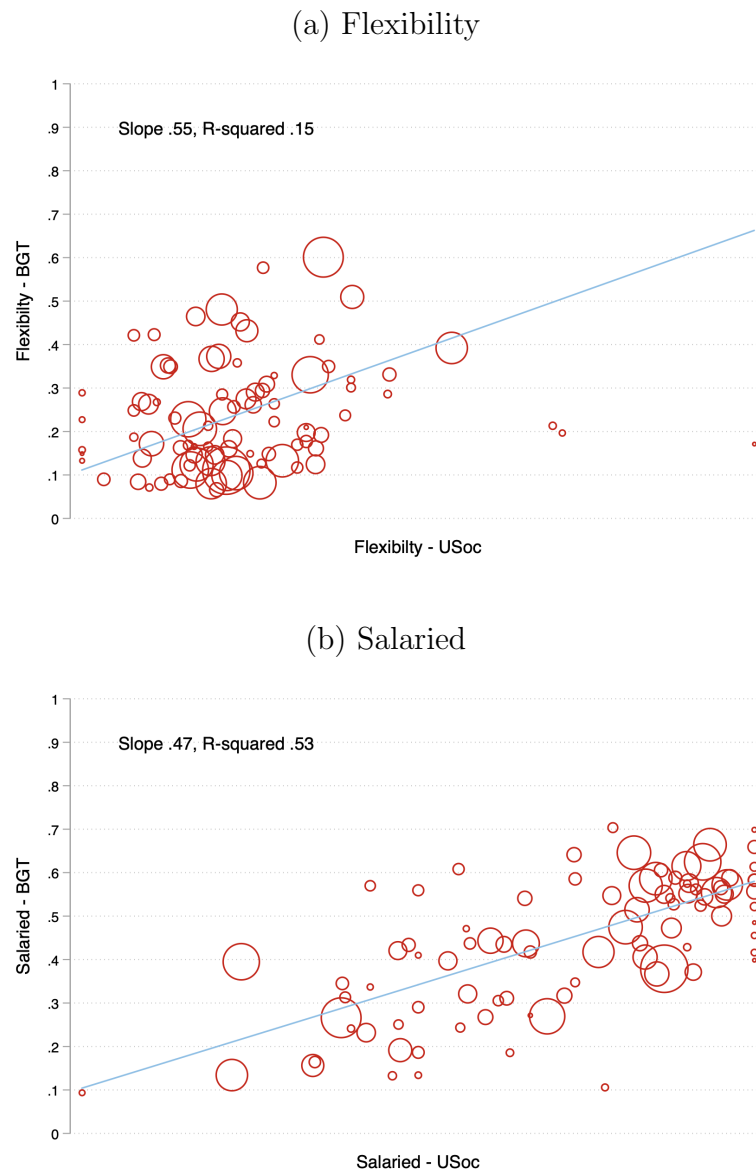 (a) Flexibility
1
.9
Slope .55, R-squared .15
.8
.7
.6
.5
.4
.3
.2
.1
0
Flexibilty - BGT
Flexibilty - USoc
(b) Salaried
1
.9
Slope .47, R-squared .53
.8
.7
.6
.5
.4
.3
.2
.1
0
Salaried - BGT
Salaried - USoc